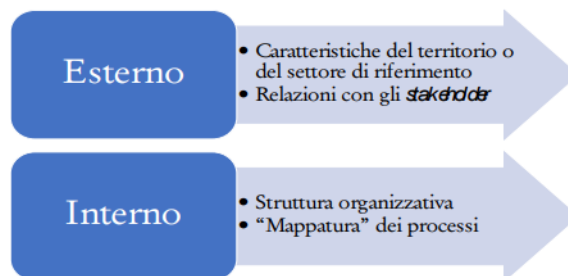 Esterno
• Caratteristiche del territorio o
del settore di riferimento
• Relazioni con gli stakeholder
Interno
• Struttura organizzativa
• “Mappatura” dei processi